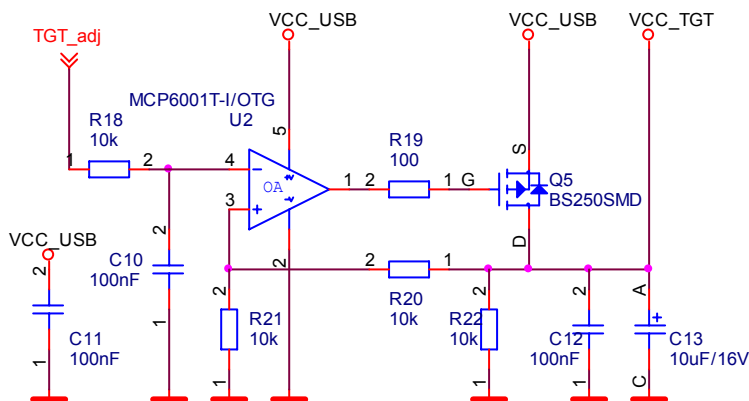 VCC_USB
VCC_USB
VCC_TGT
TGT_adj
MCP6001T-I/OTG
U2
R18
10k
1
2
4
3
5
2
OA
+V
-V
1
2
R19
100
1
G
S
D
Q5
BS250SMD
VCC_USB
2
1
C11
100nF
C10
100nF
2
1
2
R21
10k
1
2
R20
10k
1
2
R22
10k
1
2
C12
100nF
1
A
C13
10uF/16V
C